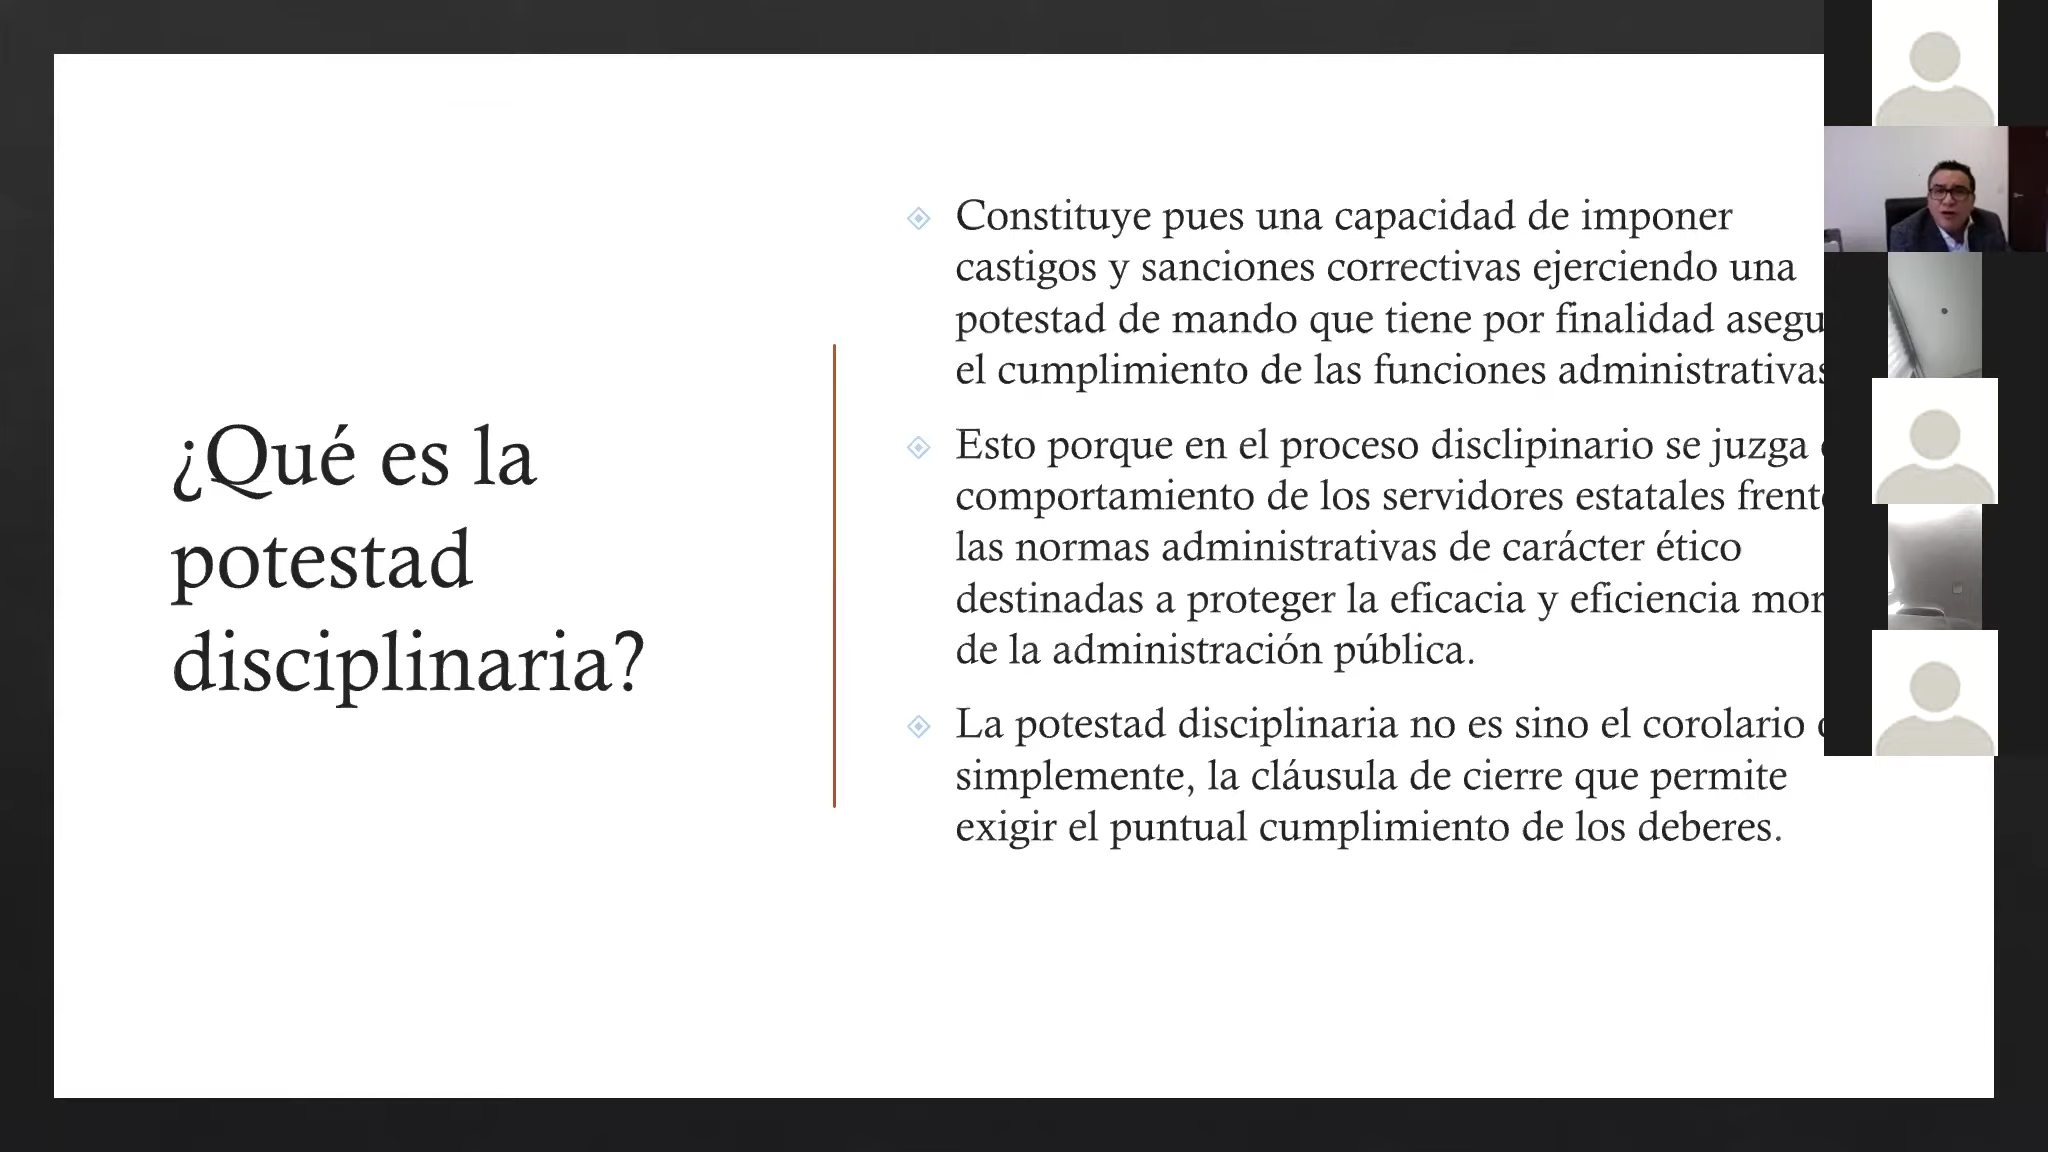 ¿Qué es la
potestad
disciplinaria?
Constituye pues una capacidad de imponer
castigos y sanciones correctivas ejerciendo una
potestad de mando que tiene por finalidad asegu
el cumplimiento de las funciones administrativas
Esto porque en el proceso disclipinario se juzga
comportamiento de los servidores estatales frente
las normas administrativas de carácter ético
destinadas a proteger la eficacia y eficiencia mor
de la administración pública.
La potestad disciplinaria no es sino el corolario
simplemente, la cláusula de cierre que permite
exigir el puntual cumplimiento de los deberes.